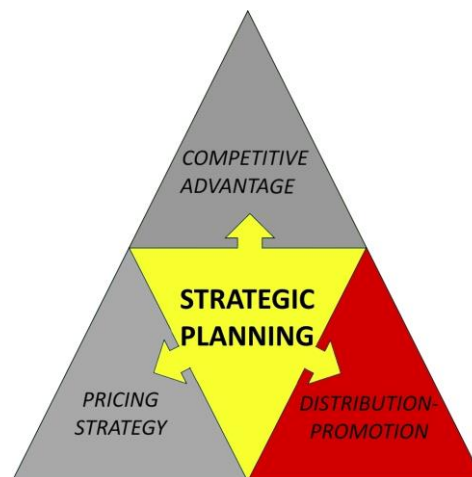 COMPETITIVE
ADVANTAGE
STRATEGIC
PLANNING
PRICING
STRATEGY
DISTRIBUTION-
PROMOTION